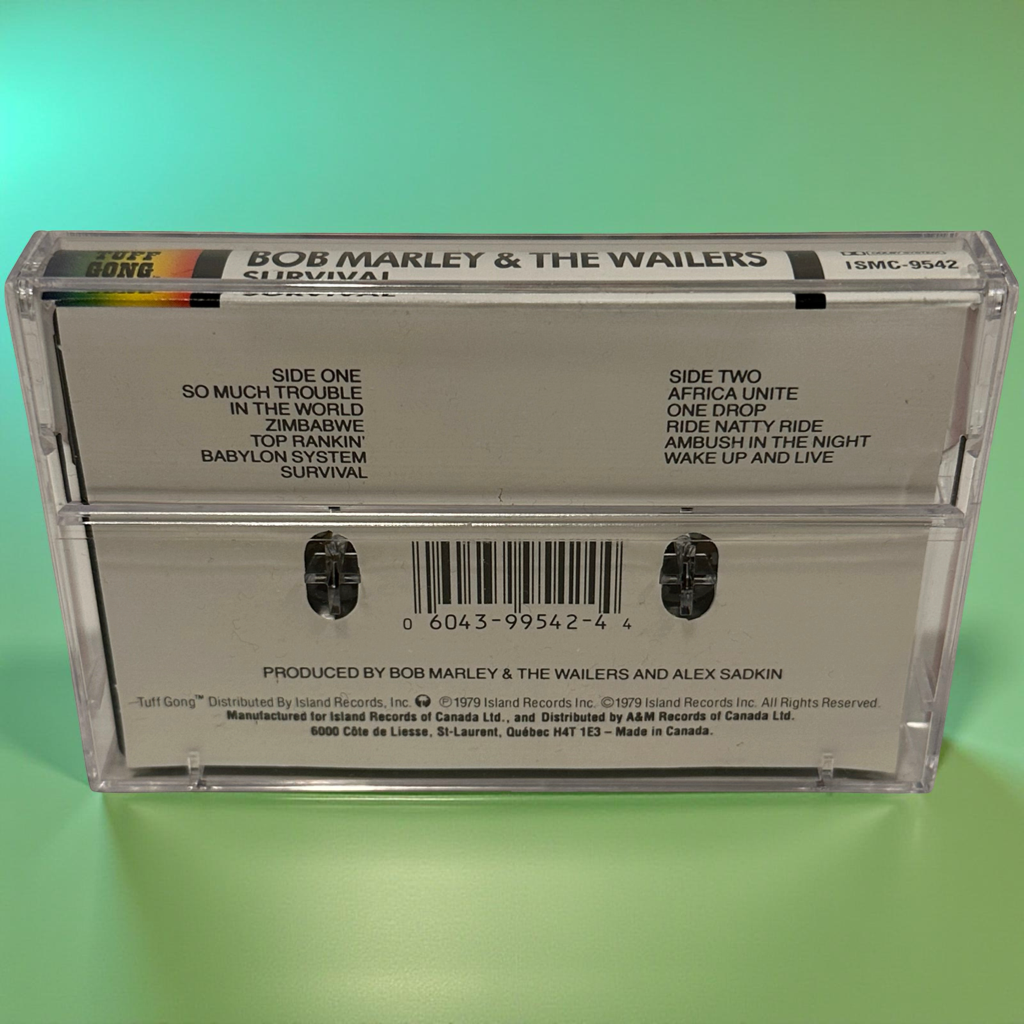 TUFF
GONG
BOB MARLEY & THE WAILERS
SURVIVAL
ISMC-9542
SIDE ONE
SO MUCH TROUBLE
IN THE WORLD
ZIMBABWE
TOP RANKIN'
BABYLON SYSTEM
SURVIVAL
SIDE TWO
AFRICA UNITE
ONE DROP
RIDE NATTY RIDE
AMBUSH IN THE NIGHT
WAKE UP AND LIVE
0 6043-99542-4 4
PRODUCED BY BOB MARLEY & THE WAILERS AND ALEX SADKIN
Tuff Gong™ Distributed By Island Records, Inc. ℗1979 Island Records Inc. ©1979 Island Records Inc. All Rights Reserved.
Manufactured for Island Records of Canada Ltd., and Distributed by A&M Records of Canada Ltd.
6000 Côte de Liesse, St-Laurent, Québec H4T 1E3 – Made in Canada.